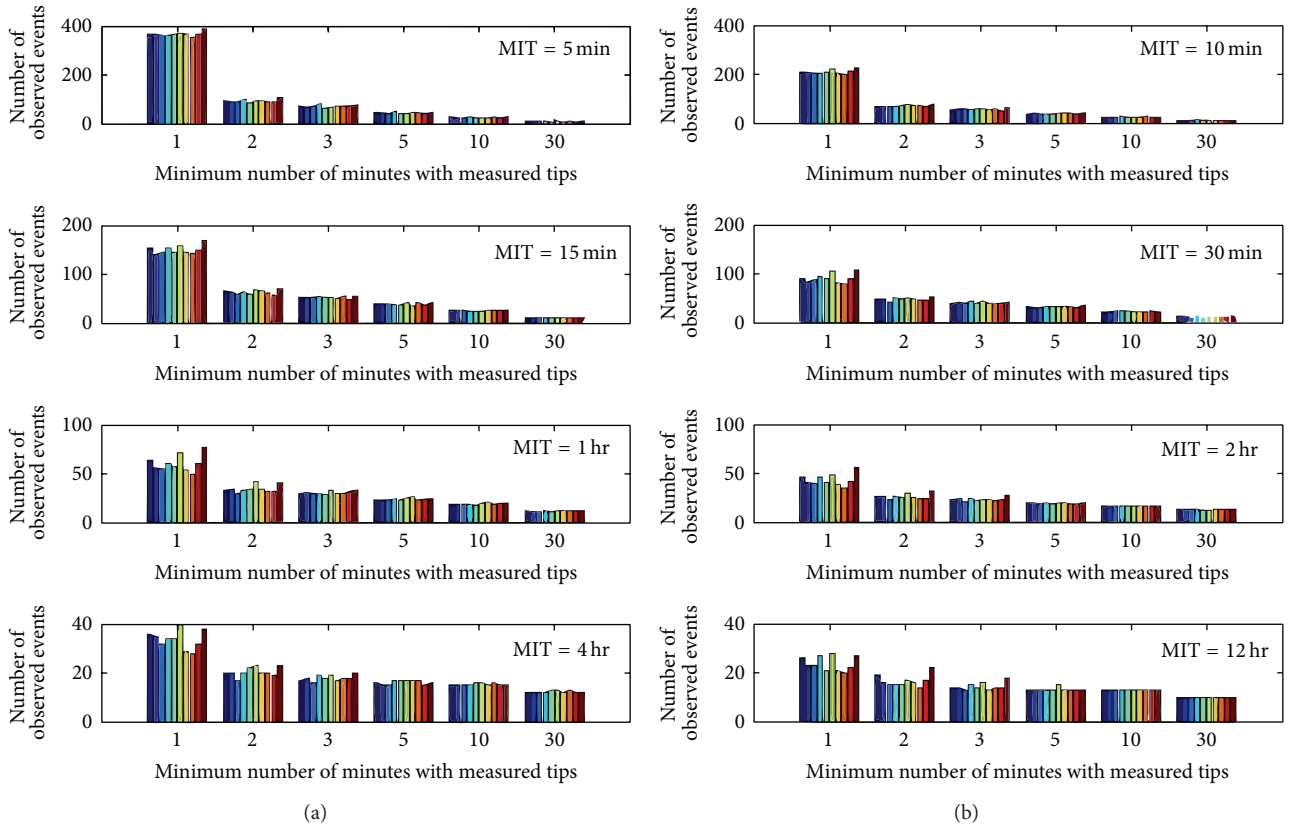 Number of
observed events
400
200
0
MIT = 5 min
1 2 3 5 10 30
Minimum number of minutes with measured tips
Number of
observed events
200
100
0
MIT = 15 min
1 2 3 5 10 30
Minimum number of minutes with measured tips
Number of
observed events
100
50
0
MIT = 1 hr
1 2 3 5 10 30
Minimum number of minutes with measured tips
Number of
observed events
40
20
0
MIT = 4 hr
1 2 3 5 10 30
Minimum number of minutes with measured tips
(a)
Number of
observed events
400
200
0
MIT = 10 min
1 2 3 5 10 30
Minimum number of minutes with measured tips
Number of
observed events
200
100
0
MIT = 30 min
1 2 3 5 10 30
Minimum number of minutes with measured tips
Number of
observed events
100
50
0
MIT = 2 hr
1 2 3 5 10 30
Minimum number of minutes with measured tips
Number of
observed events
40
20
0
MIT = 12 hr
1 2 3 5 10 30
Minimum number of minutes with measured tips
(b)